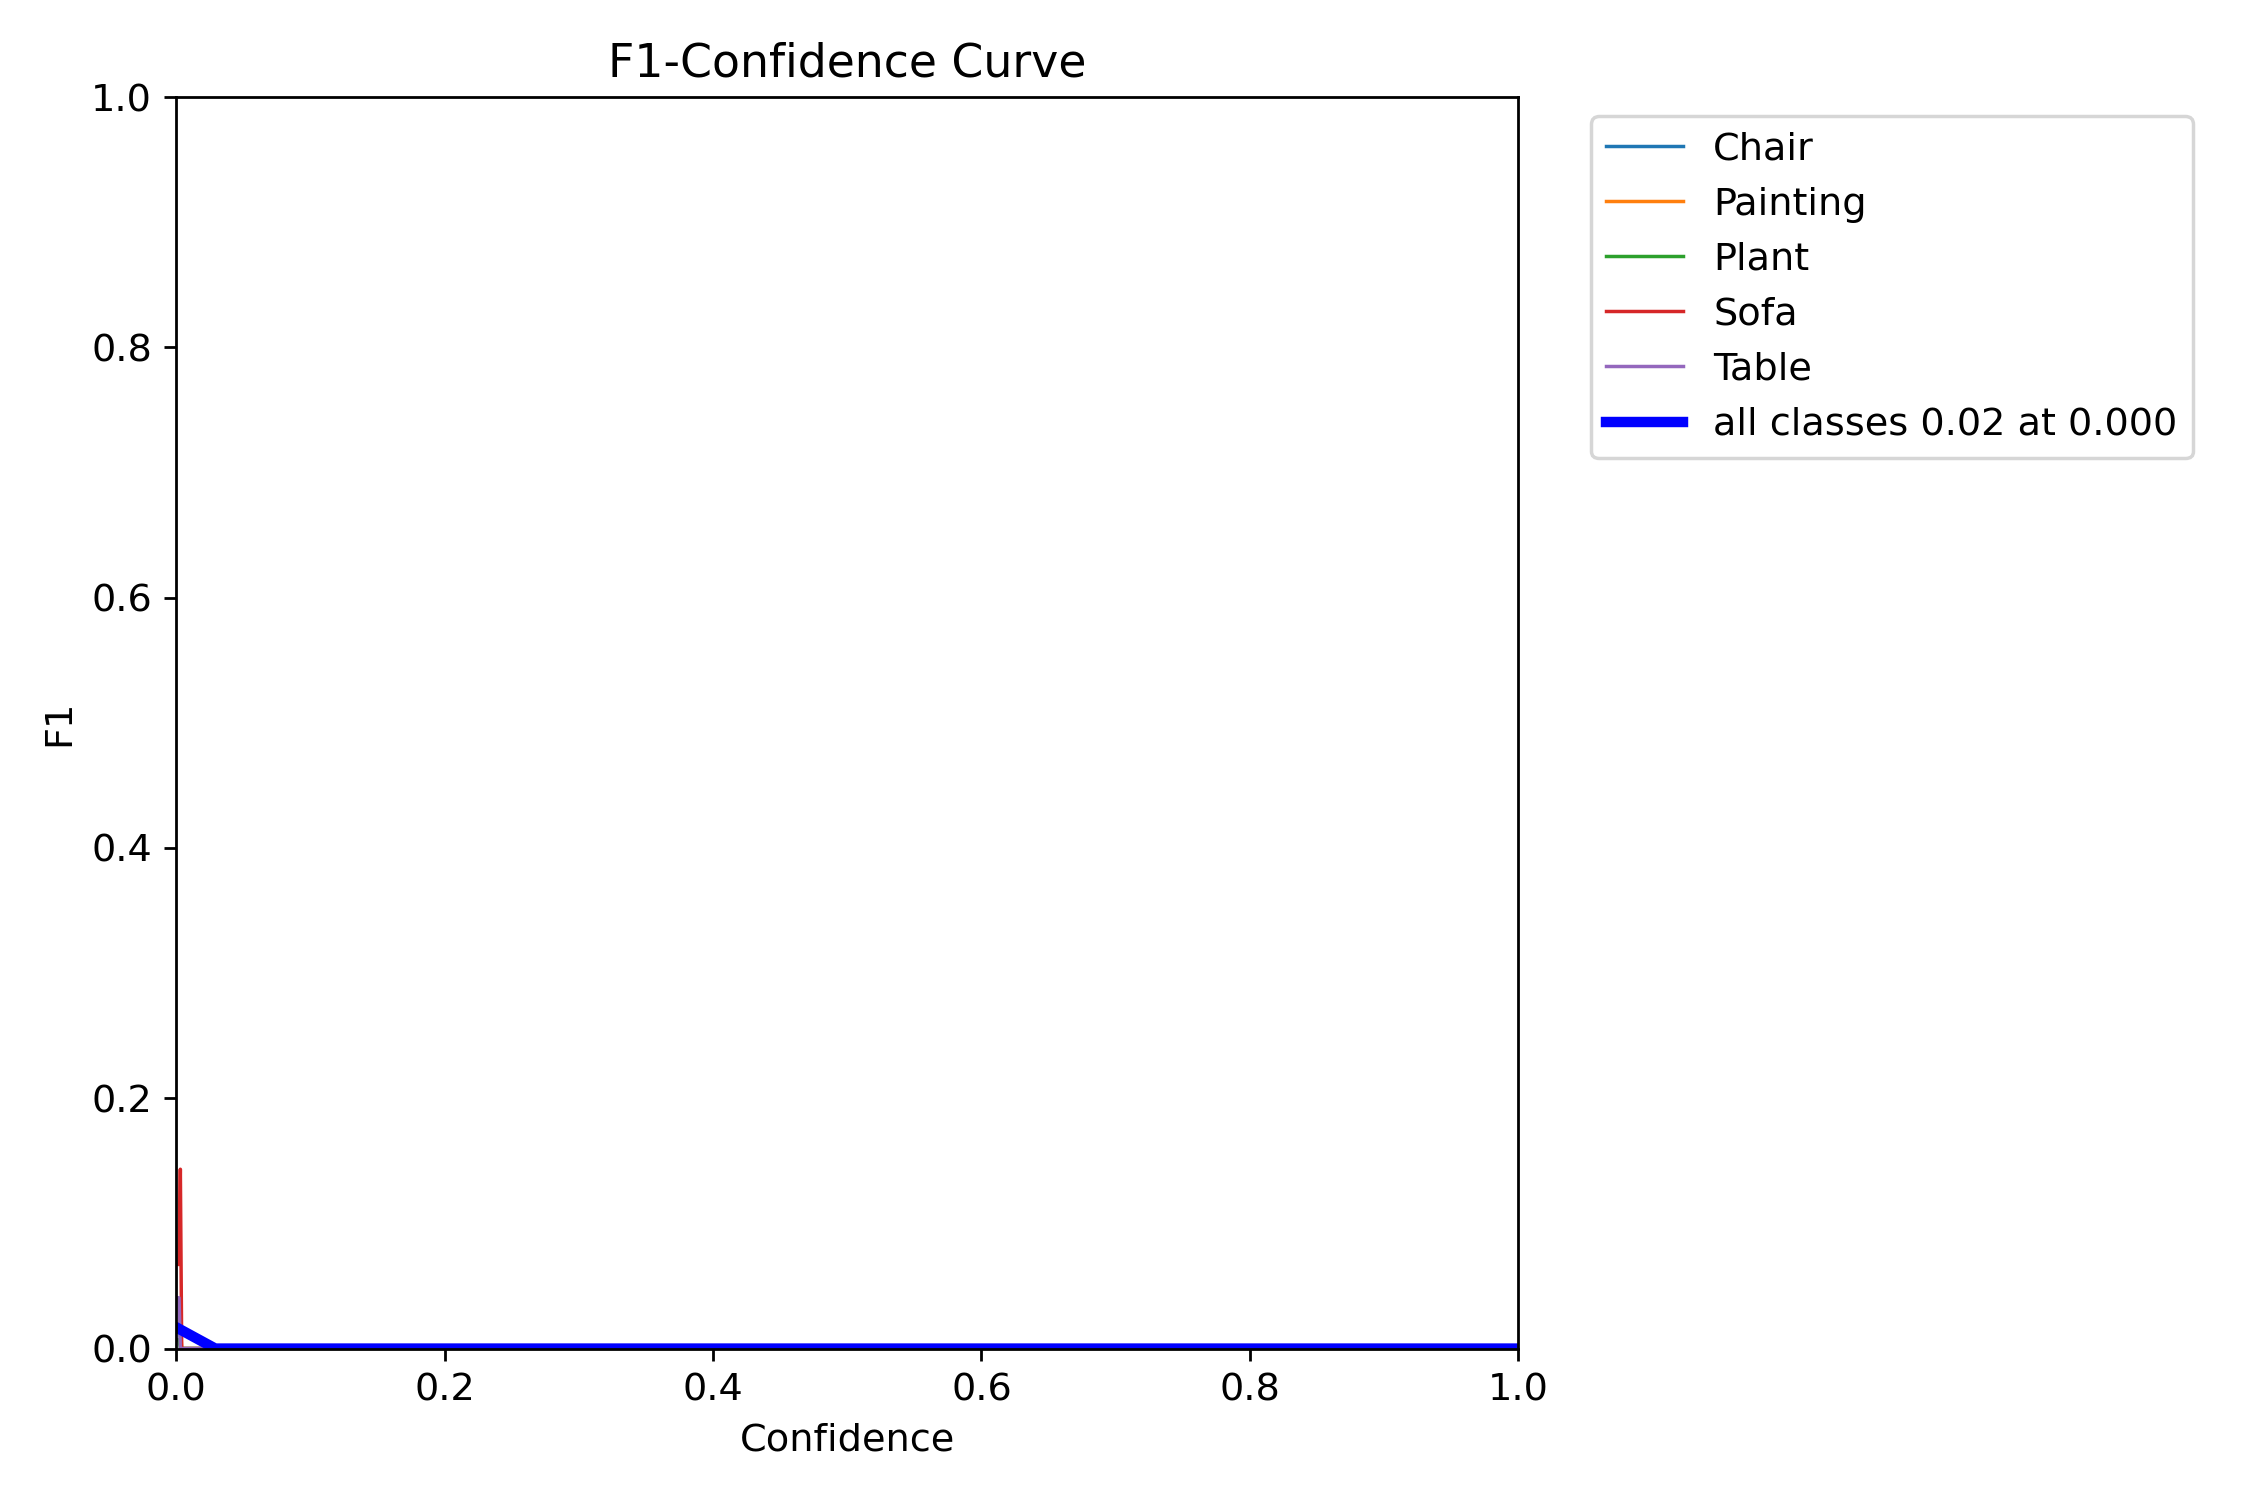 F1-Confidence Curve
1.0
0.8
0.6
0.4
0.2
0.0
F1
0.0 0.2 0.4 0.6 0.8 1.0
Confidence
Chair
Painting
Plant
Sofa
Table
all classes 0.02 at 0.000